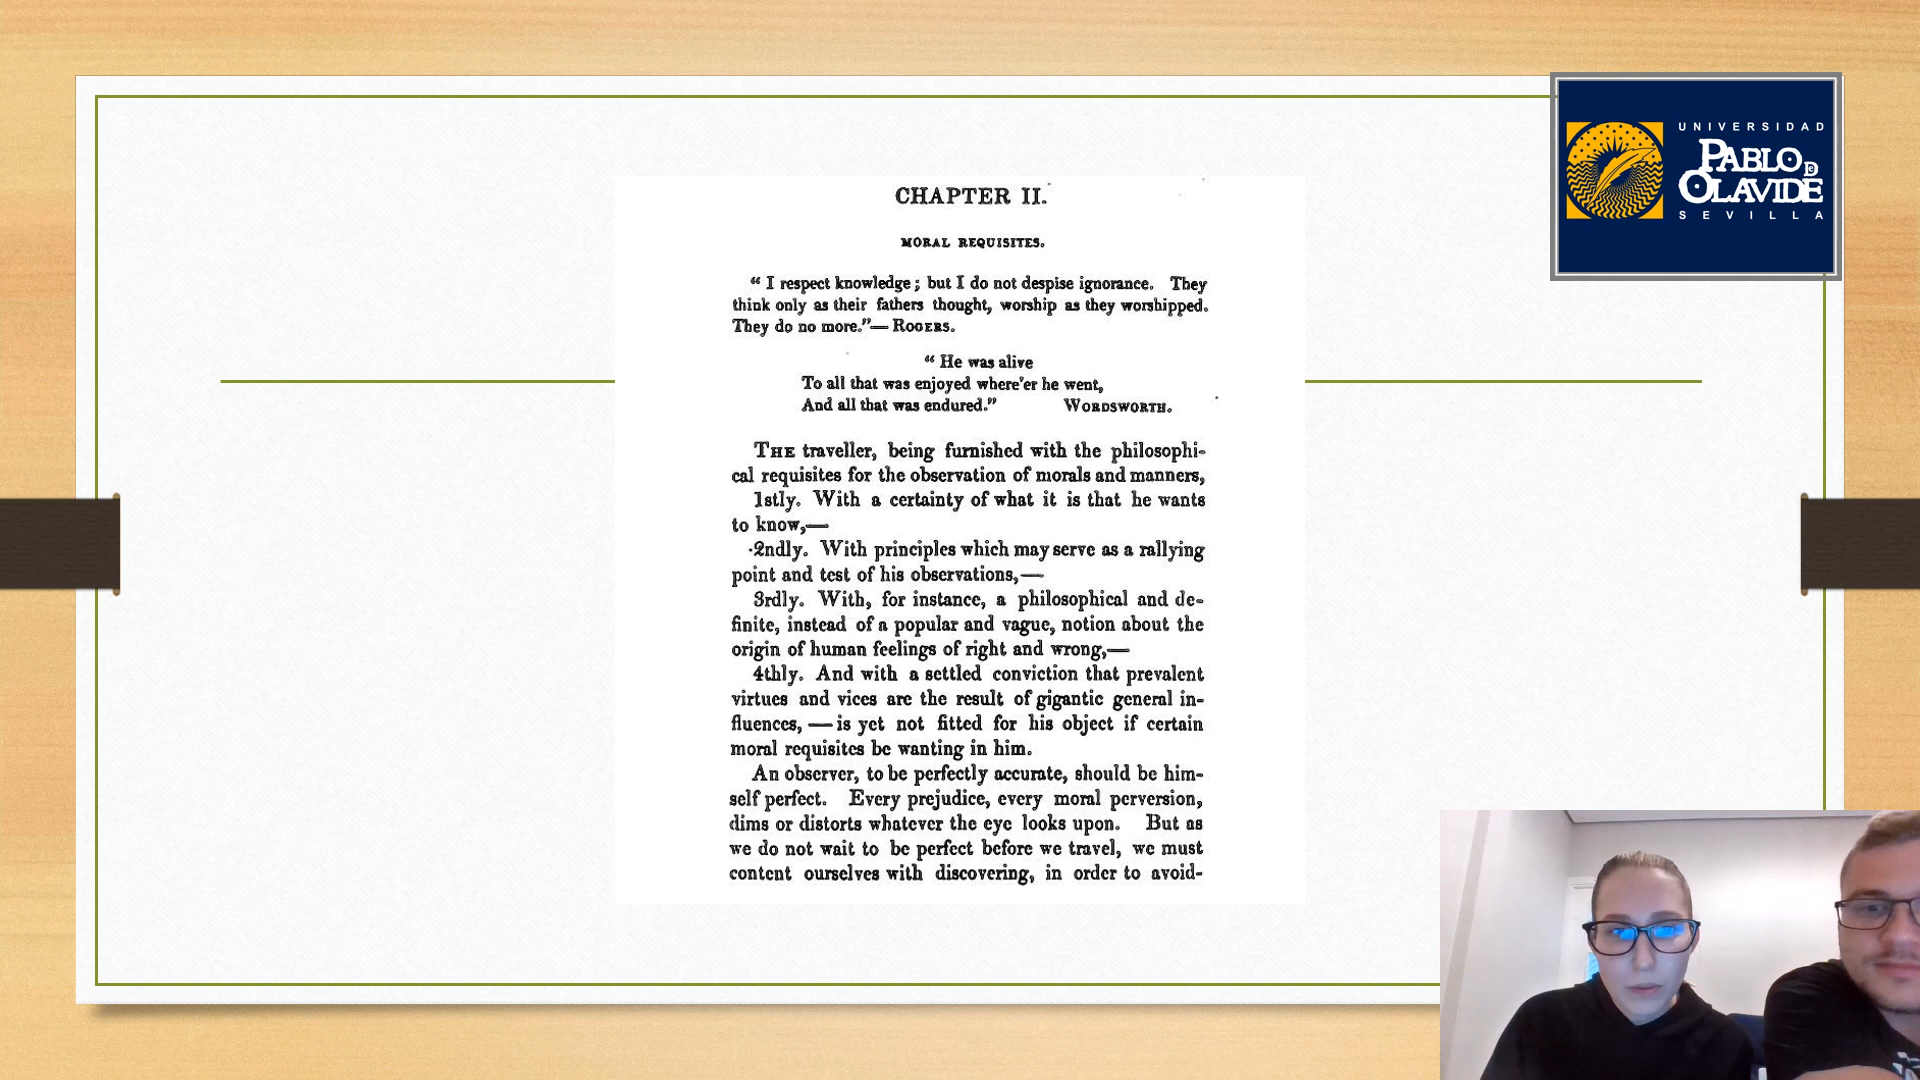 UNIVERSIDAD
PABLO DE
OLAVIDE
SEVILLA
CHAPTER II.
MORAL REQUISITES.
“ I respect knowledge ; but I do not despise ignorance. They
think only as their fathers thought, worship as they worshipped.
They do no more.”— ROGERS.
“ He was alive
To all that was enjoyed where’er he went,
And all that was endured.” WORDSWORTH.
THE traveller, being furnished with the philosophi-
cal requisites for the observation of morals and manners,
1stly. With a certainty of what it is that he wants
to know,—
2ndly. With principles which may serve as a rallying
point and test of his observations,—
3rdly. With, for instance, a philosophical and de-
finite, instead of a popular and vague, notion about the
origin of human feelings of right and wrong,—
4thly. And with a settled conviction that prevalent
virtues and vices are the result of gigantic general in-
fluences, — is yet not fitted for his object if certain
moral requisites be wanting in him.
An observer, to be perfectly accurate, should be him-
self perfect. Every prejudice, every moral perversion,
dims or distorts whatever the eye looks upon. But as
we do not wait to be perfect before we travel, we must
content ourselves with discovering, in order to avoid-